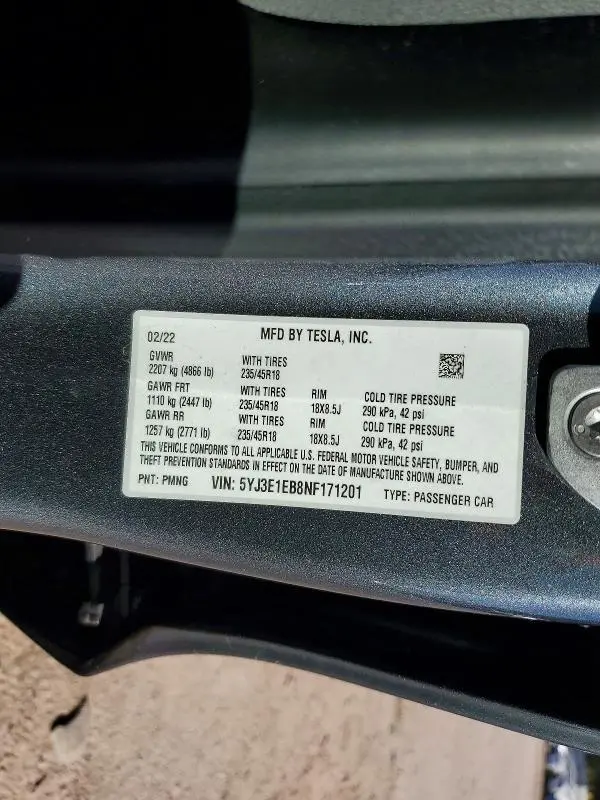 02/22 MFD BY TESLA, INC.
GVWR WITH TIRES
2207 kg (4866 lb) 235/45R18
GAWR FRT WITH TIRES RIM COLD TIRE PRESSURE
1110 kg (2447 lb) 235/45R18 18X8.5J 290 kPa, 42 psi
GAWR RR WITH TIRES RIM COLD TIRE PRESSURE
1257 kg (2771 lb) 235/45R18 18X8.5J 290 kPa, 42 psi
THIS VEHICLE CONFORMS TO ALL APPLICABLE U.S. FEDERAL MOTOR VEHICLE SAFETY, BUMPER, AND
THEFT PREVENTION STANDARDS IN EFFECT ON THE DATE OF MANUFACTURE SHOWN ABOVE.
PNT: PMNG VIN: 5YJ3E1EB8NF171201 TYPE: PASSENGER CAR